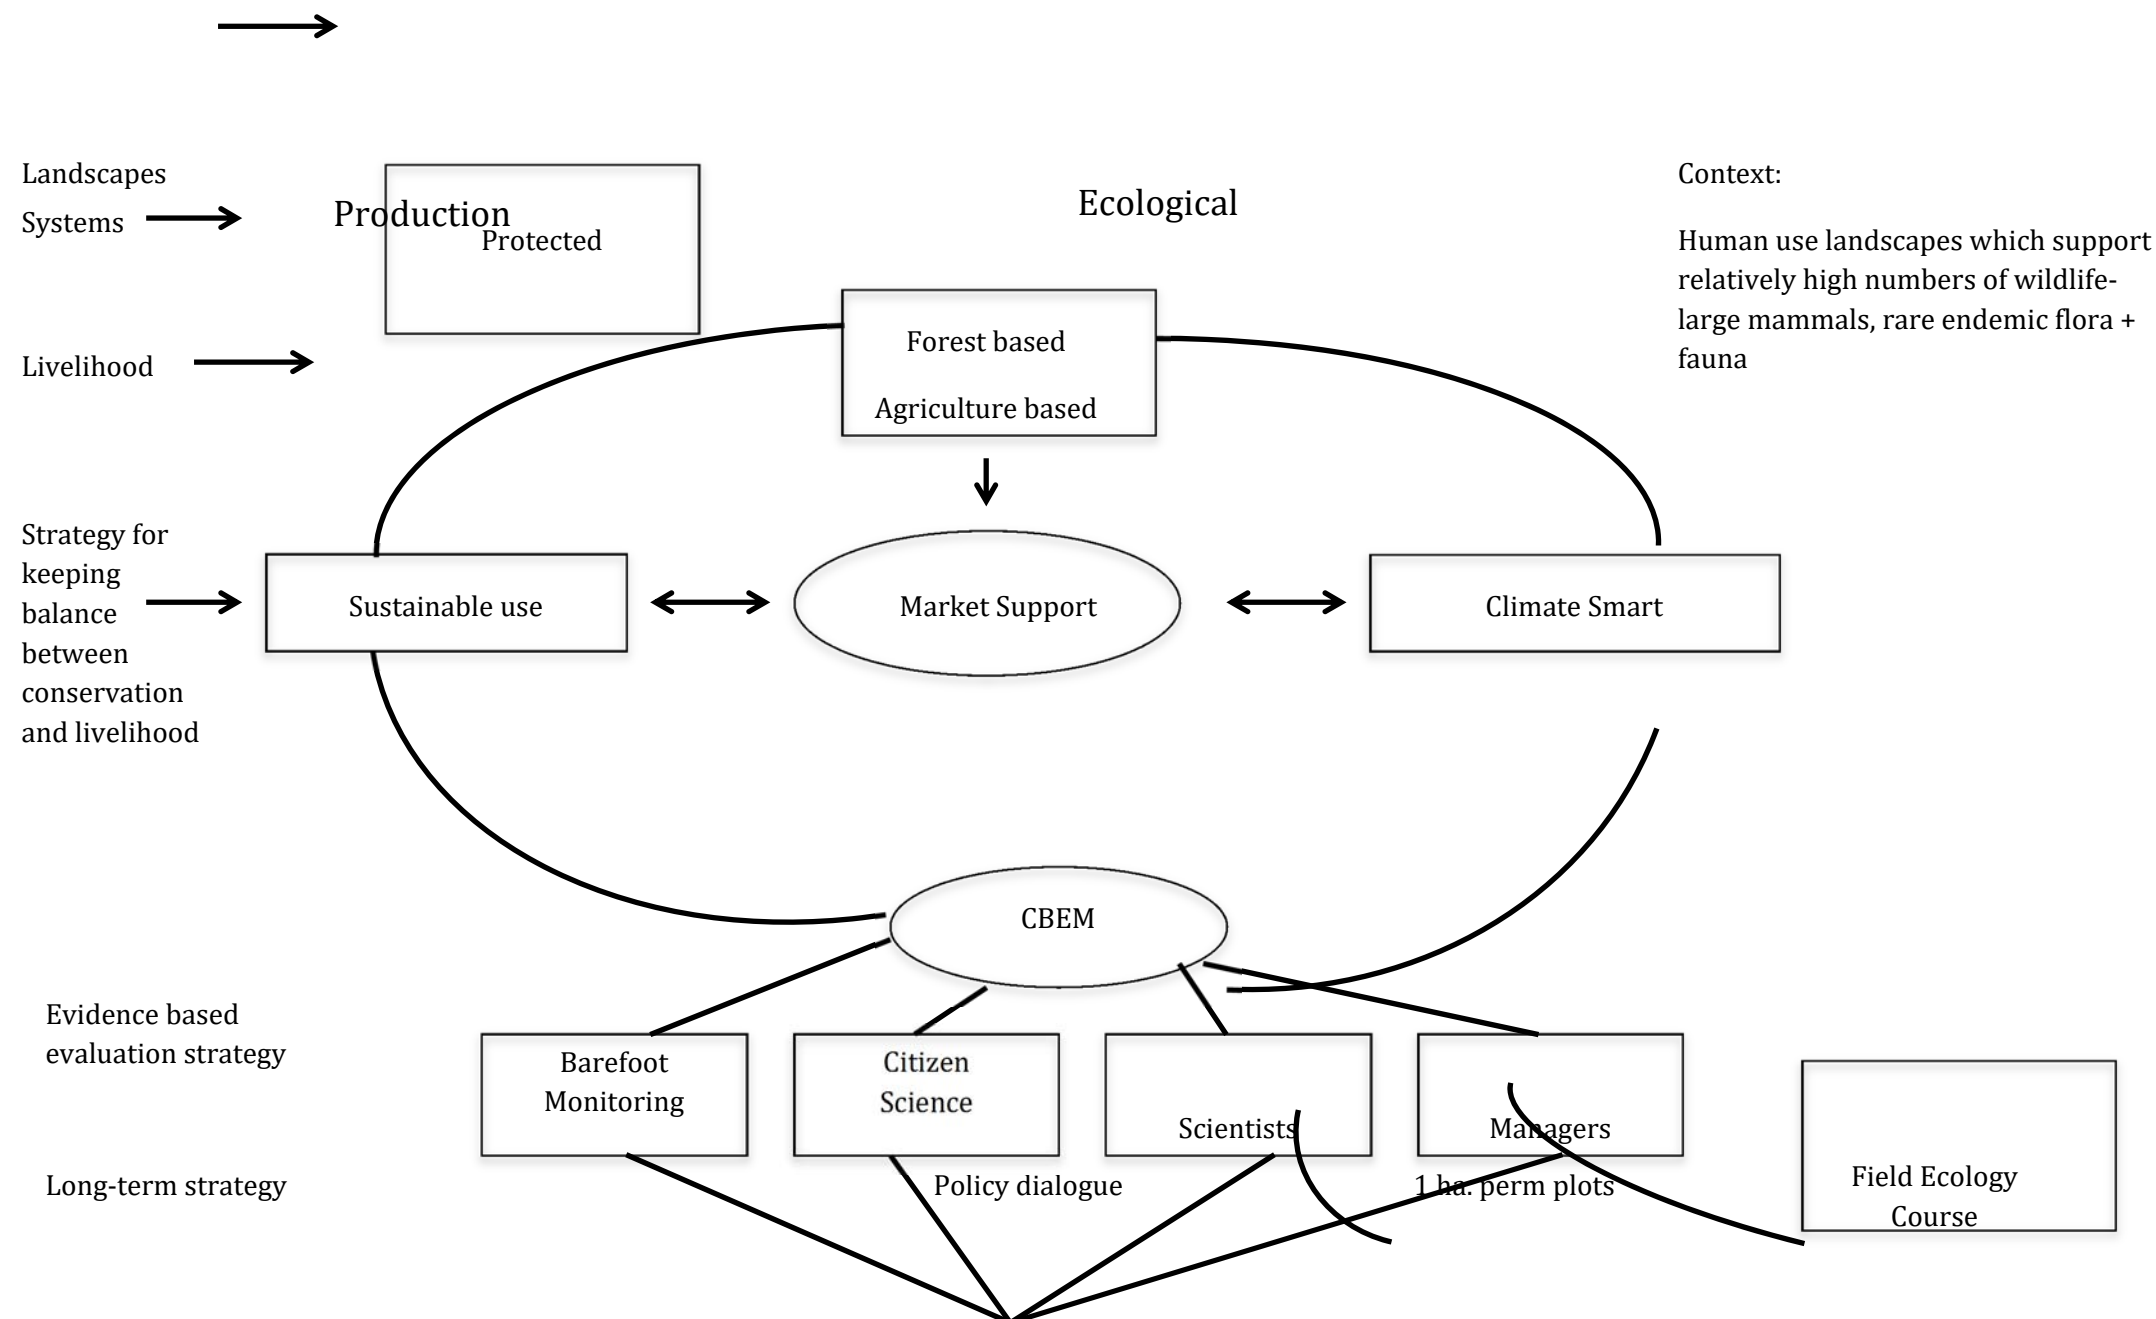 Landscapes
Systems
Production
Protected
Ecological
Context:
Human use landscapes which support
relatively high numbers of wildlife-
large mammals, rare endemic flora +
fauna
Livelihood
Forest based
Agriculture based
Strategy for
keeping
balance
between
conservation
and livelihood
Sustainable use
Market Support
Climate Smart
CBEM
Evidence based
evaluation strategy
Barefoot
Monitoring
Citizen
Science
Scientists
Managers
Field Ecology
Course
Long-term strategy
Policy dialogue
1 ha. perm plots